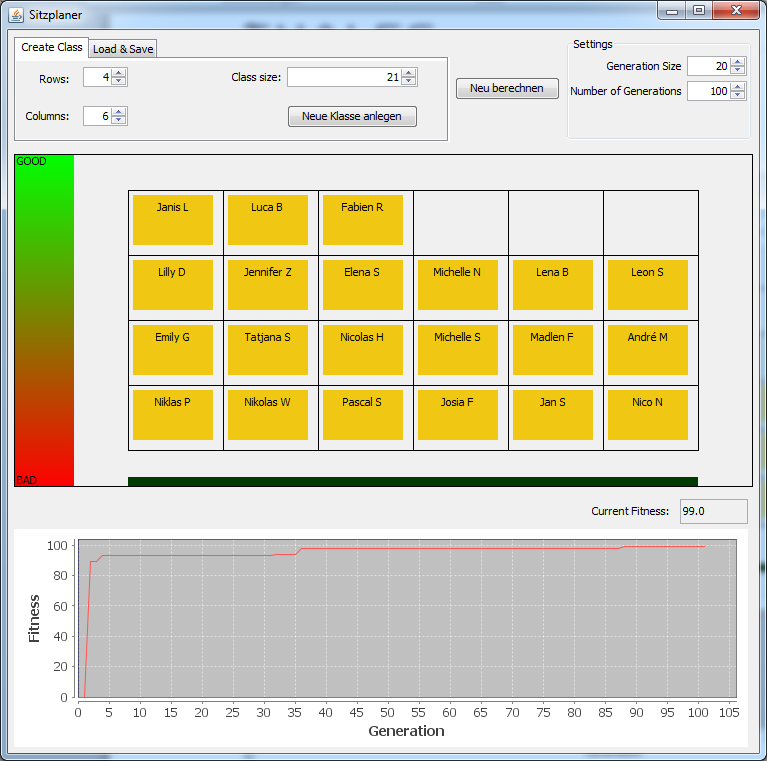 Sitzplaner
Create Class Load & Save
Rows: 4 Class size: 21
Columns: 6 Neue Klasse anlegen
Neu berechnen
Settings
Generation Size 20
Number of Generations 100
GOOD
Janis L Luca B Fabien R
Lilly D Jennifer Z Elena S Michelle N Lena B Leon S
Emily G Tatjana S Nicolas H Michelle S Madlen F André M
Niklas P Nikolas W Pascal S Josia F Jan S Nico N
BAD
Current Fitness: 99.0
Fitness
100
80
60
40
20
0
0 5 10 15 20 25 30 35 40 45 50 55 60 65 70 75 80 85 90 95 100 105
Generation